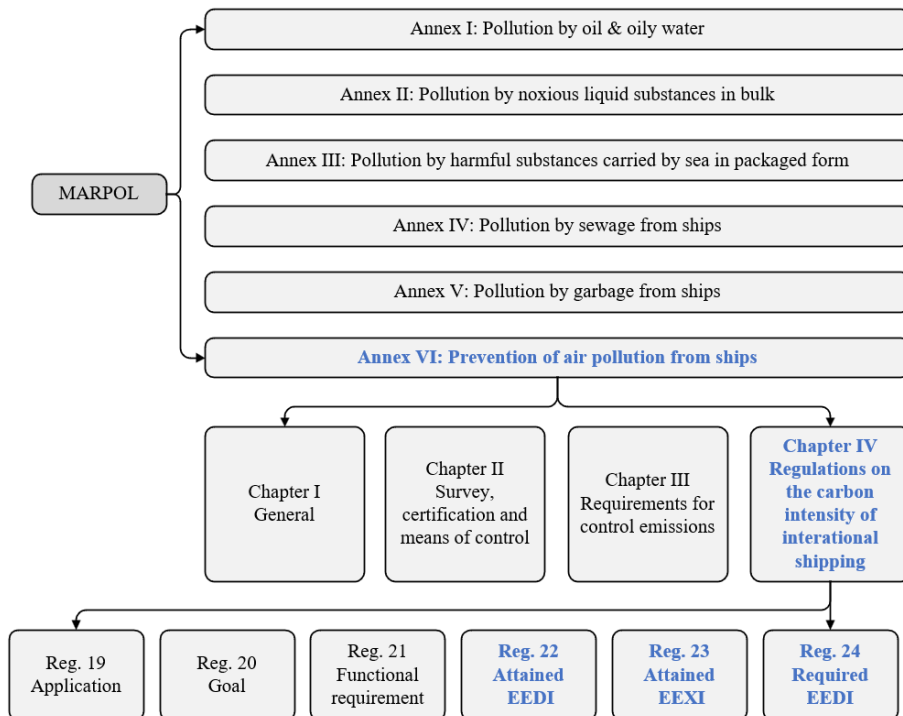 Annex I: Pollution by oil & oily water
Annex II: Pollution by noxious liquid substances in bulk
Annex III: Pollution by harmful substances carried by sea in packaged form
MARPOL
Annex IV: Pollution by sewage from ships
Annex V: Pollution by garbage from ships
Annex VI: Prevention of air pollution from ships
Chapter I
General
Chapter II
Survey,
certification and
means of control
Chapter III
Requirements for
control emissions
Chapter IV
Regulations on
the carbon
intensity of
interational
shipping
Reg. 19
Application
Reg. 20
Goal
Reg. 21
Functional
requirement
Reg. 22
Attained
EEDI
Reg. 23
Attained
EEXI
Reg. 24
Required
EEDI